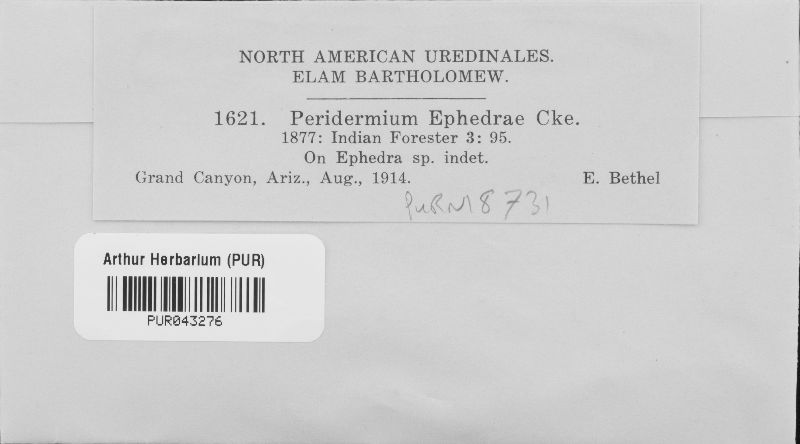 NORTH AMERICAN UREDINALES.
ELAM BARTHOLOMEW.
1621. Peridermium Ephedrae Cke.
1877: Indian Forester 3: 95.
On Ephedra sp. indet.
Grand Canyon, Ariz., Aug., 1914. E. Bethel
PURN18731
Arthur Herbarium (PUR)
PUR043276